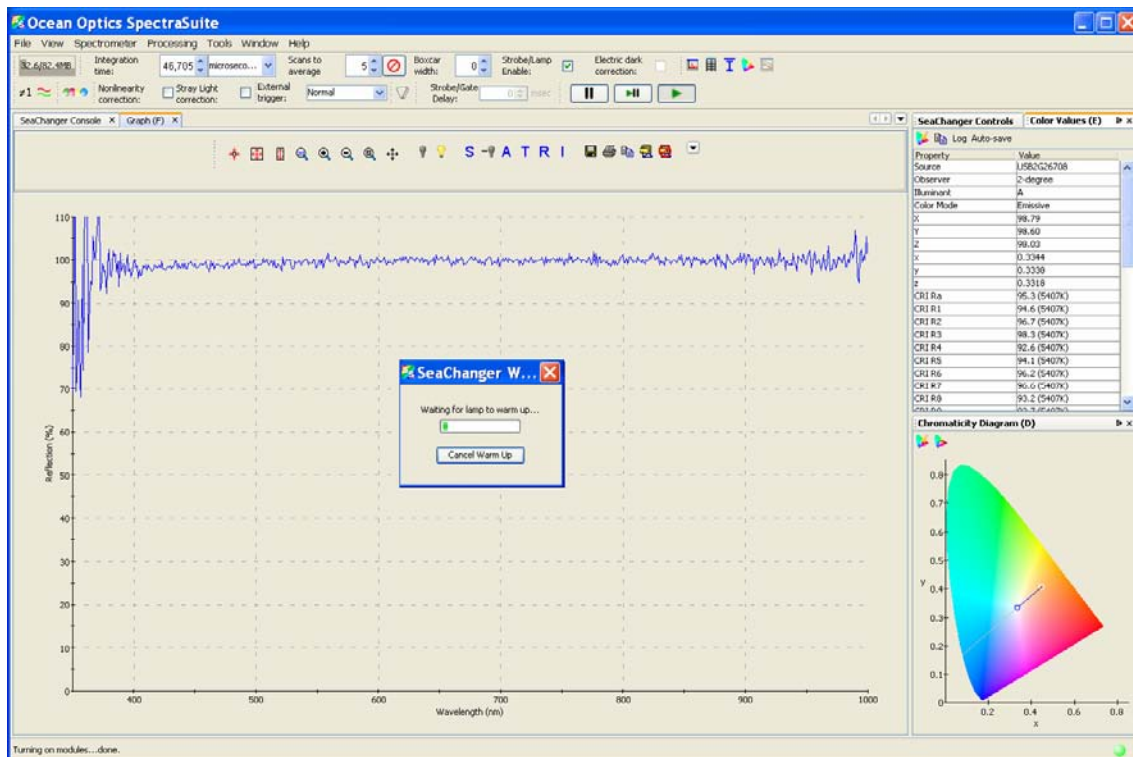 Ocean Optics SpectraSuite
File View Spectrometer Processing Tools Window Help
Integration time: 46,705 microseco... Scans to average 5 Boxcar width: 0 Strobe/Lamp Enable: Electric dark correction:
≠1 Nonlinearity correction: Stray Light correction: External trigger: Normal Strobe/Gate Delay: 0 msec
SeaChanger Console X Graph (F) X
S A T R I
110
100
90
80
70
60
50
40
30
20
10
0
Reflection (%)
400 500 600 700 800 900 1000
Wavelength (nm)
SeaChanger W...
Waiting for lamp to warm up...
Cancel Warm Up
SeaChanger Controls Color Values (E)
Log Auto-save
Property Value
Source USB2G26708
Observer 2-degree
Illuminant A
Color Mode Emissive
X 98.79
Y 98.60
Z 98.03
x 0.3344
y 0.3338
z 0.3318
CRI Ra 95.3 (5407K)
CRI R1 94.6 (5407K)
CRI R2 96.7 (5407K)
CRI R3 98.3 (5407K)
CRI R4 92.6 (5407K)
CRI R5 94.1 (5407K)
CRI R6 96.2 (5407K)
CRI R7 96.6 (5407K)
CRI R8 93.2 (5407K)
Chromaticity Diagram (D)
0.8
0.7
0.6
0.5
0.4
0.3
0.2
0.1
0
y
0.2 0.4 0.6 0.8
x
Turning on modules...done.